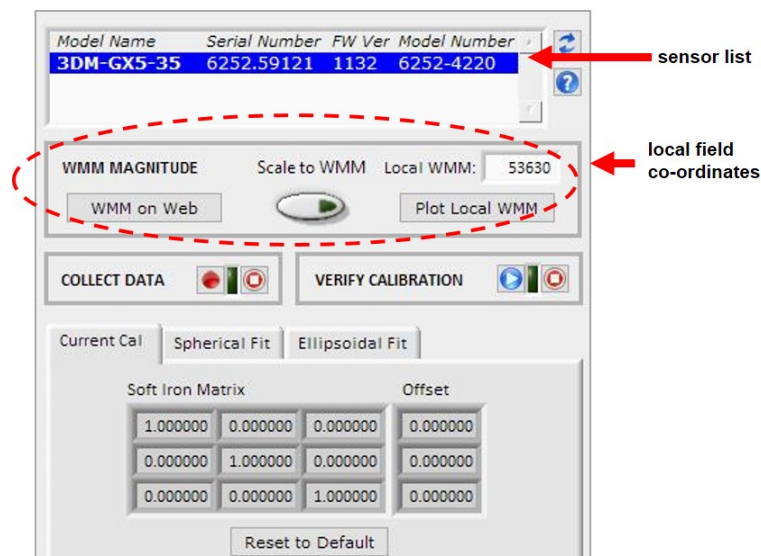 Model Name Serial Number FW Ver Model Number
3DM-GX5-35 6252.59121 1132 6252-4220
sensor list
local field
co-ordinates
WMM MAGNITUDE Scale to WMM Local WMM: 53630
WMM on Web Plot Local WMM
COLLECT DATA VERIFY CALIBRATION
Current Cal Spherical Fit Ellipsoidal Fit
Soft Iron Matrix Offset
1.000000 0.000000 0.000000 0.000000
0.000000 1.000000 0.000000 0.000000
0.000000 0.000000 1.000000 0.000000
Reset to Default